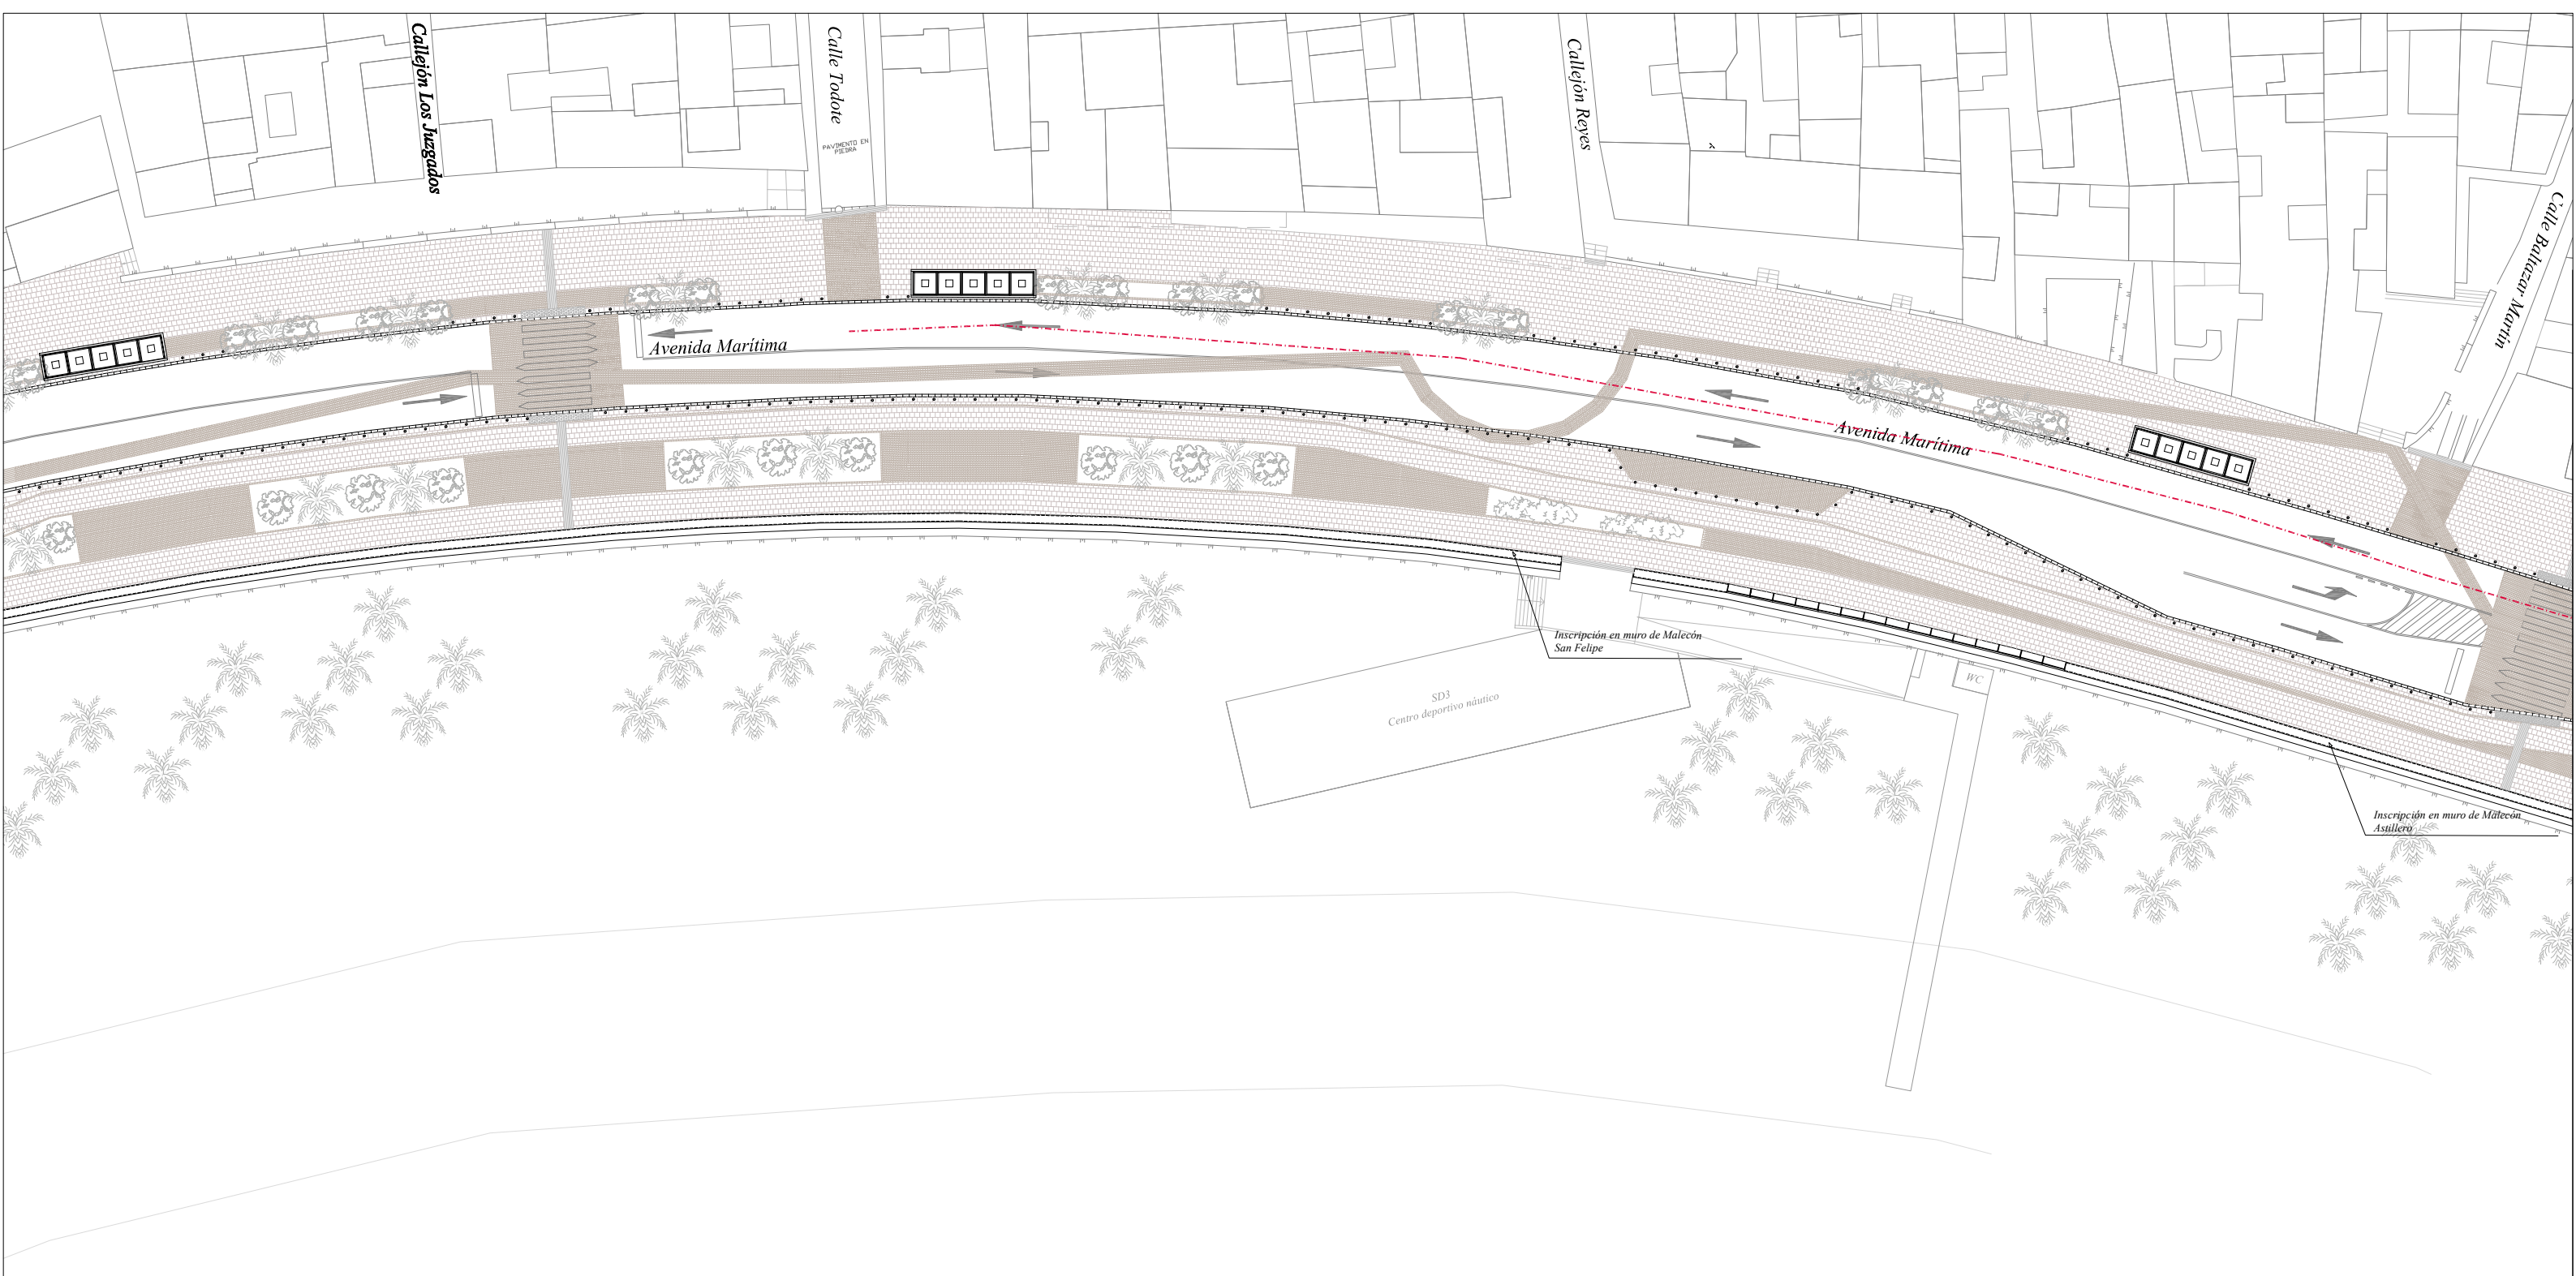 Callejón Los Juzgados
Calle Todote
PAVIMENTO EN
PIEDRA
Callejón Reyes
Calle Baltazar Martín
Avenida Marítima
Avenida Marítima
Inscripción en muro de Malecón
San Felipe
SD3
Centro deportivo náutico
WC
Inscripción en muro de Malecón
Astillero